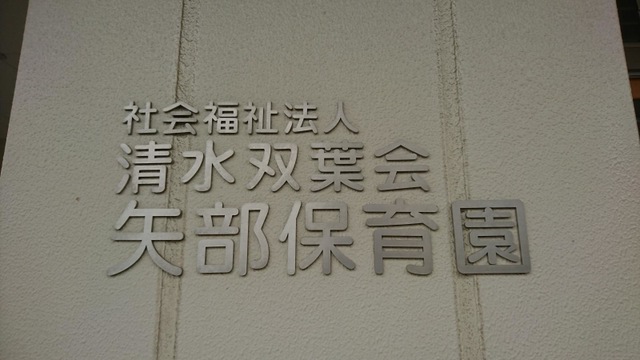 社会福祉法人
清水双葉会
矢部保育園